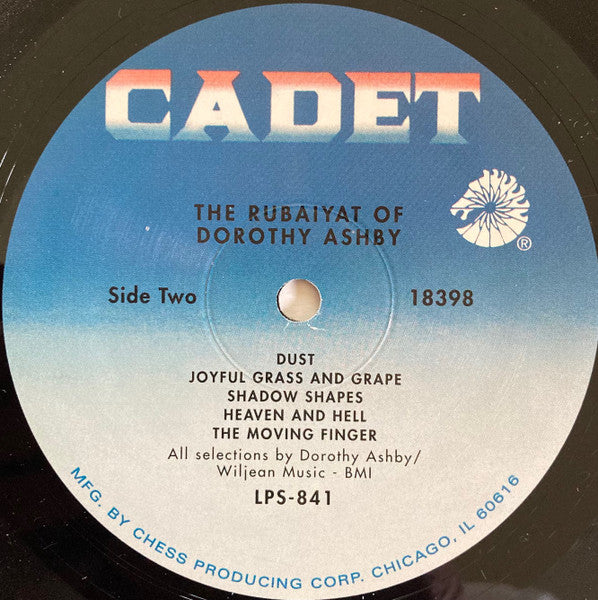 CADET
THE RUBAIYAT OF
DOROTHY ASHBY
®
Side Two
18398
DUST
JOYFUL GRASS AND GRAPE
SHADOW SHAPES
HEAVEN AND HELL
THE MOVING FINGER
All selections by Dorothy Ashby/
Wiljean Music - BMI
LPS-841
MFG. BY CHESS PRODUCING CORP. CHICAGO, IL 60616